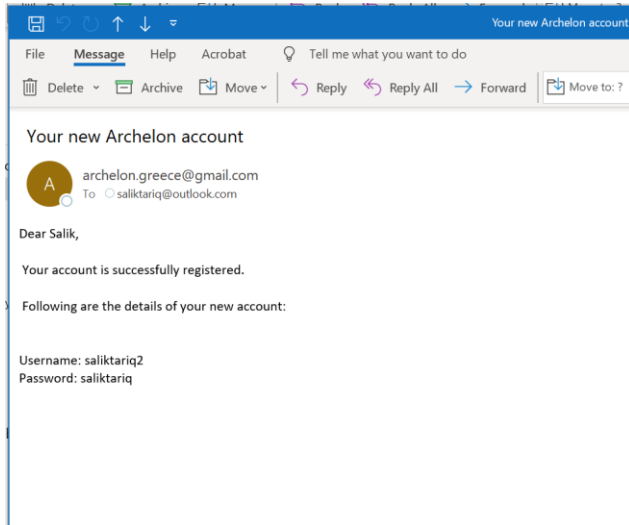 Your new Archelon account
File Message Help Acrobat Tell me what you want to do
Delete Archive Move Reply Reply All Forward Move to: ?
Your new Archelon account
A
archelon.greece@gmail.com
To saliktariq@outlook.com
Dear Salik,
Your account is successfully registered.
Following are the details of your new account:
Username: saliktariq2
Password: saliktariq